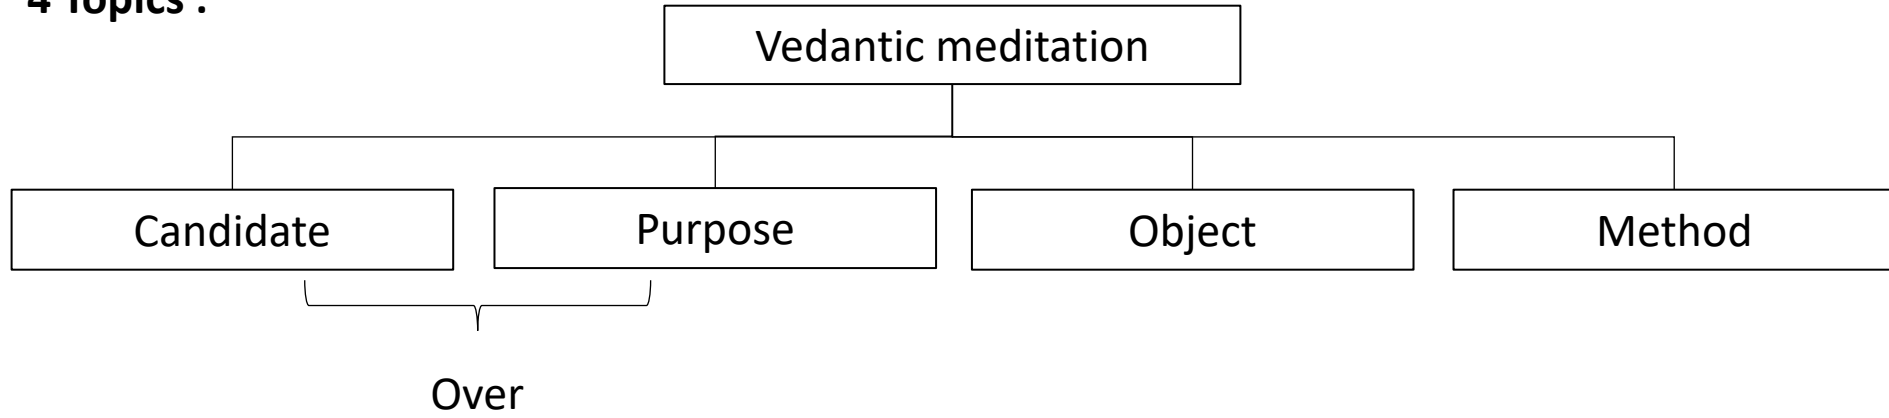 4 Topics :
Vedantic meditation
Candidate
Purpose
Object
Method
Over